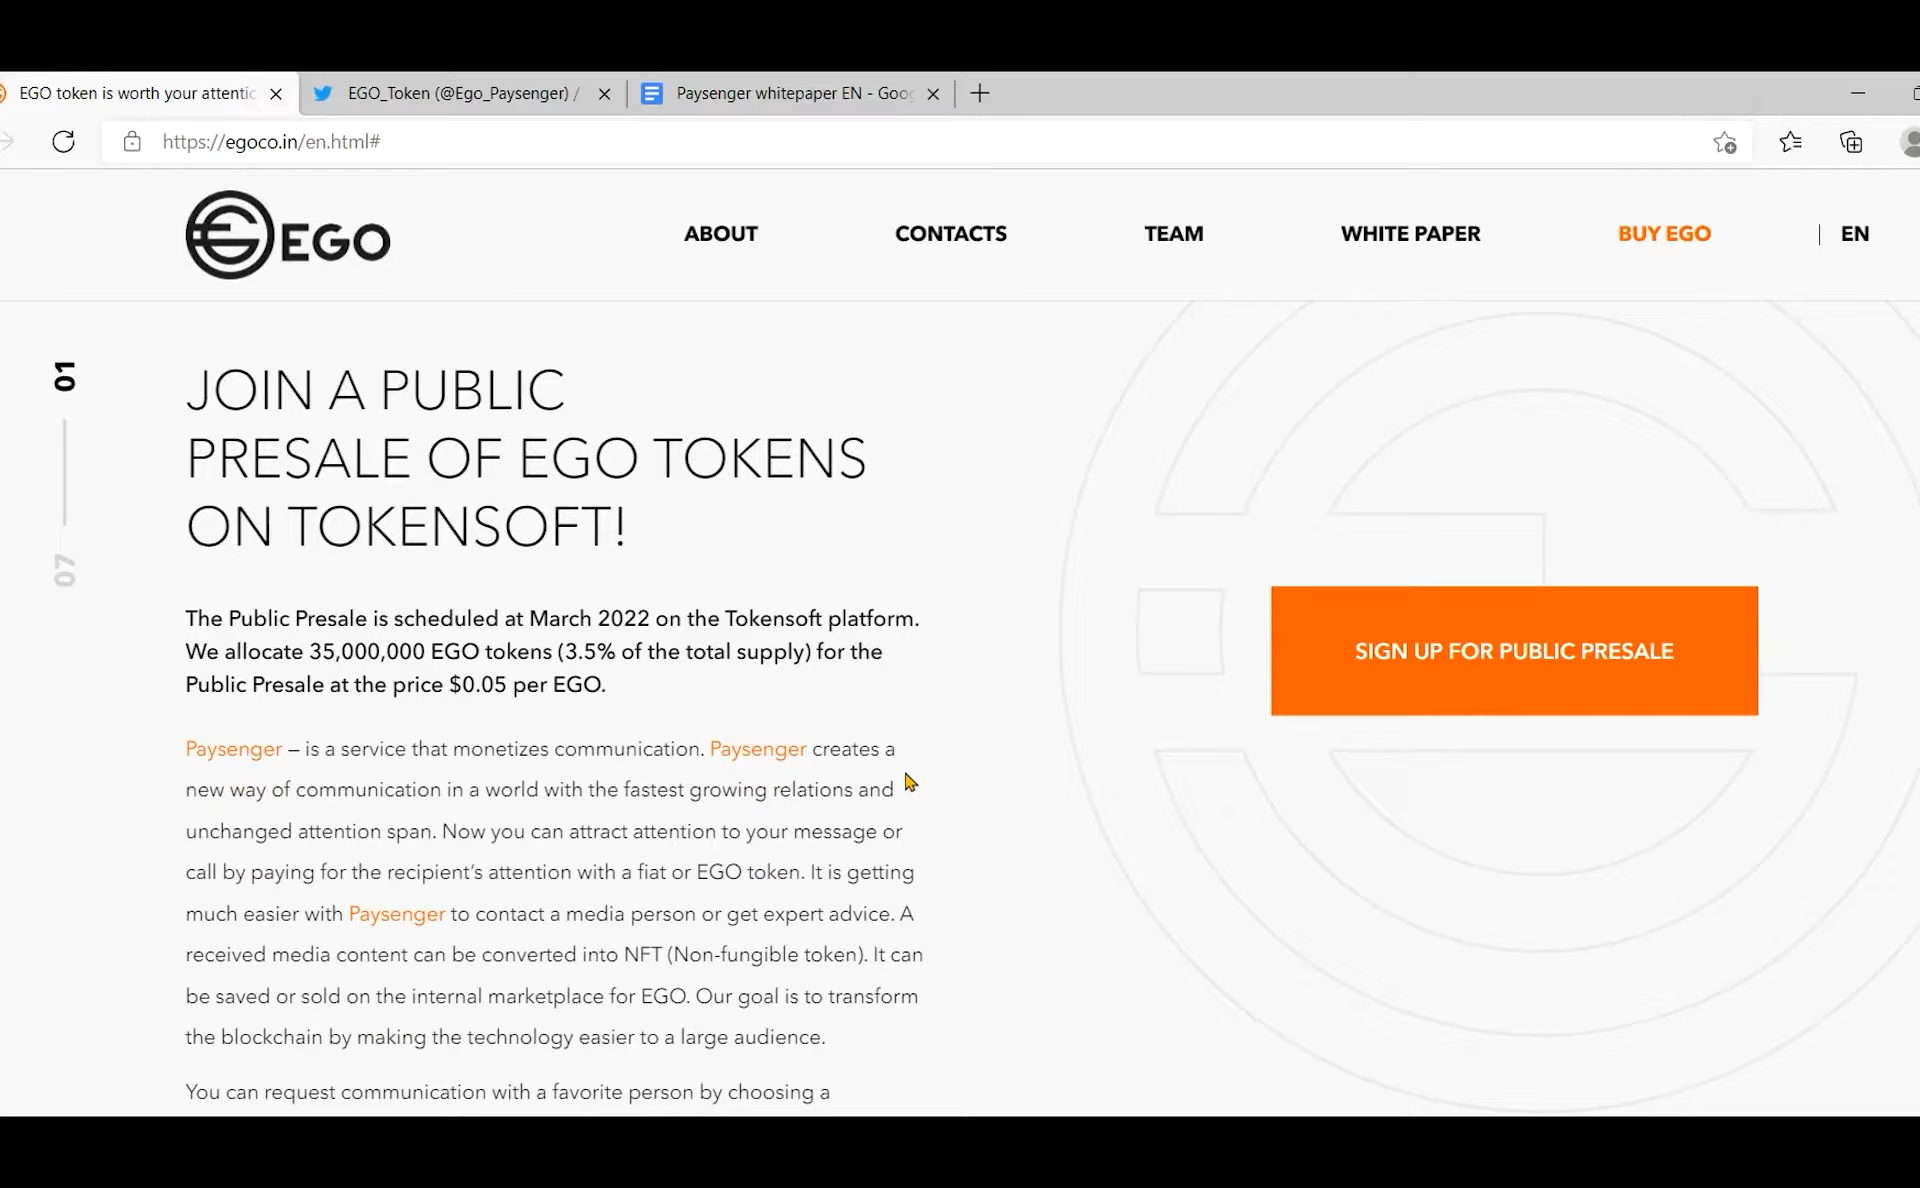 EGO token is worth your attentic
EGO_Token (@Ego_Paysenger) /
Paysenger whitepaper EN - Goog
https://egoco.in/en.html#
EGO
ABOUT
CONTACTS
TEAM
WHITE PAPER
BUY EGO
EN
01
07
JOIN A PUBLIC
PRESALE OF EGO TOKENS
ON TOKENSOFT!
The Public Presale is scheduled at March 2022 on the Tokensoft platform.
We allocate 35,000,000 EGO tokens (3.5% of the total supply) for the
Public Presale at the price $0.05 per EGO.
SIGN UP FOR PUBLIC PRESALE
Paysenger – is a service that monetizes communication. Paysenger creates a
new way of communication in a world with the fastest growing relations and
unchanged attention span. Now you can attract attention to your message or
call by paying for the recipient's attention with a fiat or EGO token. It is getting
much easier with Paysenger to contact a media person or get expert advice. A
received media content can be converted into NFT (Non-fungible token). It can
be saved or sold on the internal marketplace for EGO. Our goal is to transform
the blockchain by making the technology easier to a large audience.
You can request communication with a favorite person by choosing a